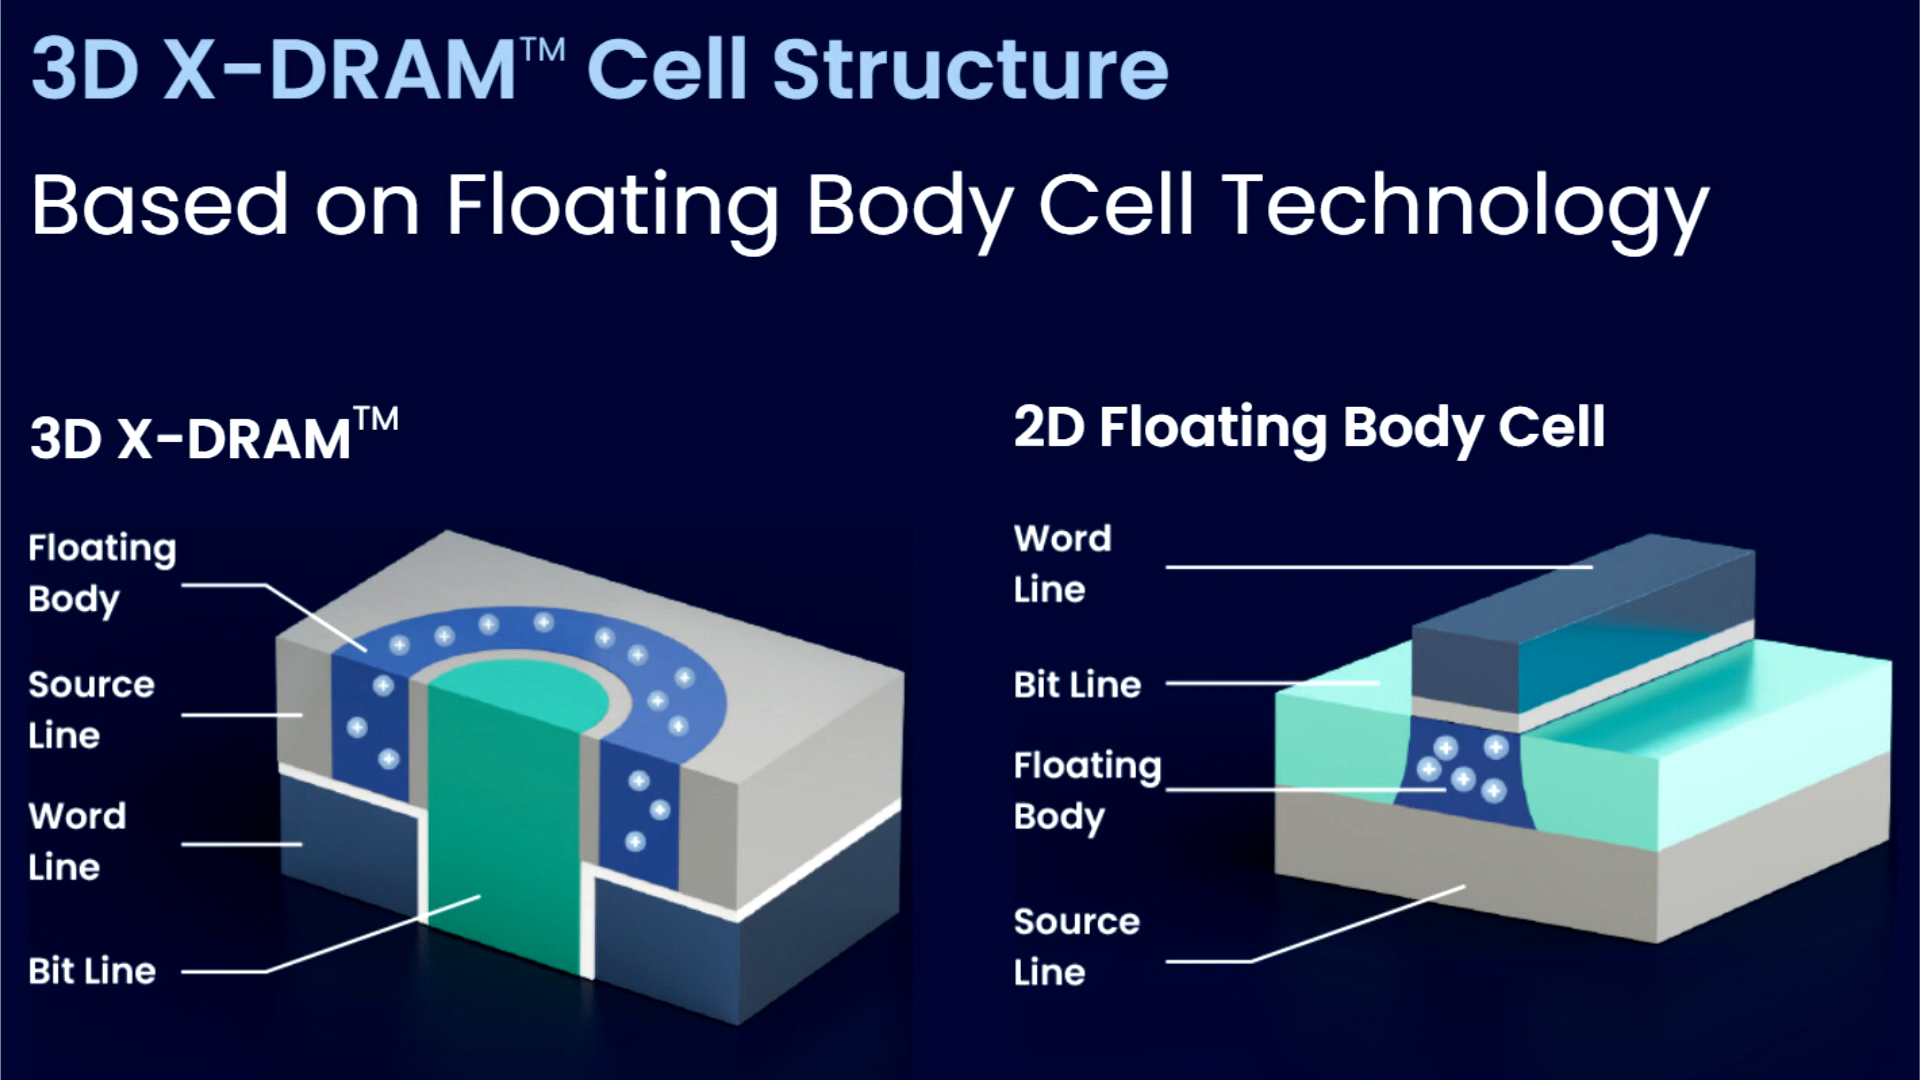 3D X-DRAM™ Cell Structure
Based on Floating Body Cell Technology
3D X-DRAM™
Floating
Body
Source
Line
Word
Line
Bit Line
2D Floating Body Cell
Word
Line
Bit Line
Floating
Body
Source
Line